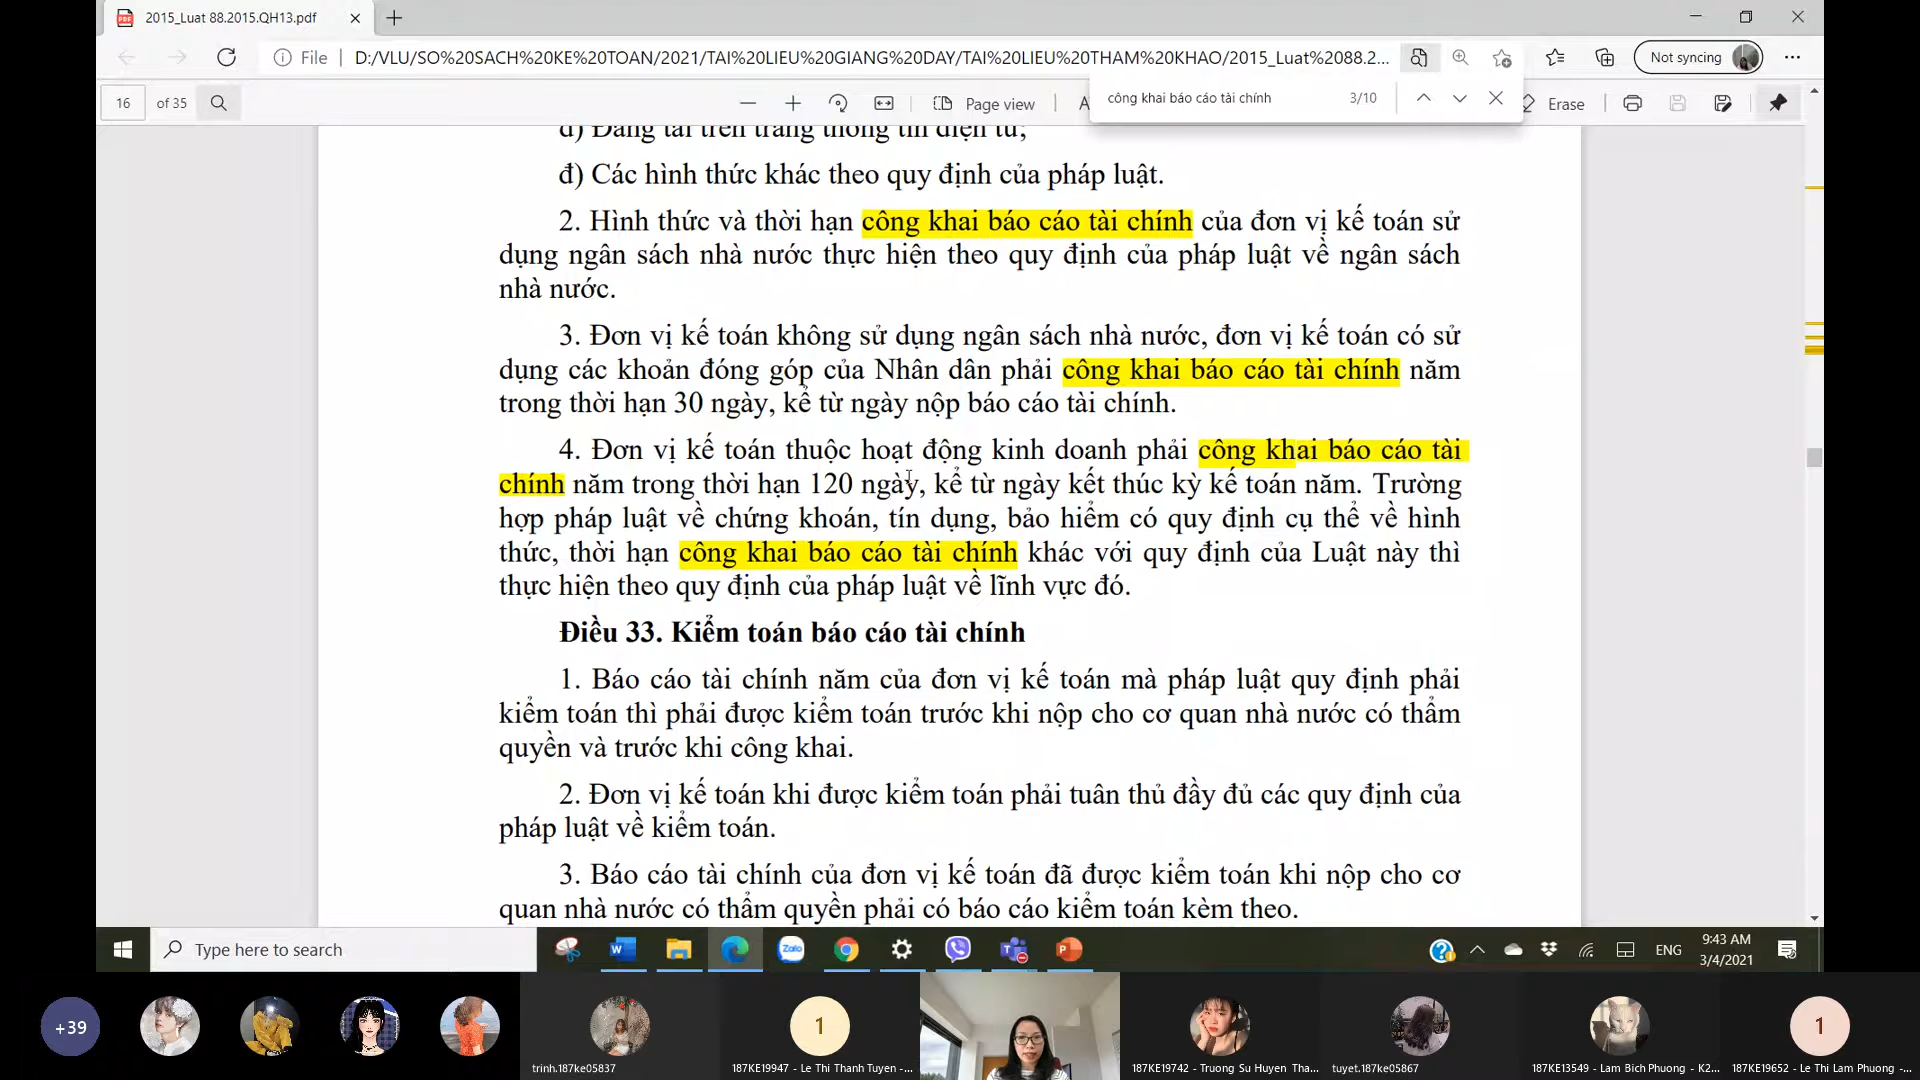 2015_Luat 88.2015.QH13.pdf
File
D:/VLU/SO%20SACH%20KE%20TOAN/2021/TAI%20LIEU%20GIANG%20DAY/TAI%20LIEU%20THAM%20KHAO/2015_Luat%2088.2...
Not syncing
16 of 35
Page view
công khai báo cáo tài chính 3/10
Erase
d) Đăng tải trên trang thông tin điện tử;
đ) Các hình thức khác theo quy định của pháp luật.
2. Hình thức và thời hạn công khai báo cáo tài chính của đơn vị kế toán sử
dụng ngân sách nhà nước thực hiện theo quy định của pháp luật về ngân sách
nhà nước.
3. Đơn vị kế toán không sử dụng ngân sách nhà nước, đơn vị kế toán có sử
dụng các khoản đóng góp của Nhân dân phải công khai báo cáo tài chính năm
trong thời hạn 30 ngày, kể từ ngày nộp báo cáo tài chính.
4. Đơn vị kế toán thuộc hoạt động kinh doanh phải công khai báo cáo tài
chính năm trong thời hạn 120 ngày, kể từ ngày kết thúc kỳ kế toán năm. Trường
hợp pháp luật về chứng khoán, tín dụng, bảo hiểm có quy định cụ thể về hình
thức, thời hạn công khai báo cáo tài chính khác với quy định của Luật này thì
thực hiện theo quy định của pháp luật về lĩnh vực đó.
Điều 33. Kiểm toán báo cáo tài chính
1. Báo cáo tài chính năm của đơn vị kế toán mà pháp luật quy định phải
kiểm toán thì phải được kiểm toán trước khi nộp cho cơ quan nhà nước có thẩm
quyền và trước khi công khai.
2. Đơn vị kế toán khi được kiểm toán phải tuân thủ đầy đủ các quy định của
pháp luật về kiểm toán.
3. Báo cáo tài chính của đơn vị kế toán đã được kiểm toán khi nộp cho cơ
quan nhà nước có thẩm quyền phải có báo cáo kiểm toán kèm theo.
Type here to search
Zalo
ENG
9:43 AM
3/4/2021
+39
1
1
trinh.187ke05837
187KE19947 - Le Thi Thanh Tuyen -...
187KE19742 - Truong Su Huyen Tha...
tuyet.187ke05867
187KE13549 - Lam Bich Phuong - K2...
187KE19652 - Le Thi Lam Phuong -...